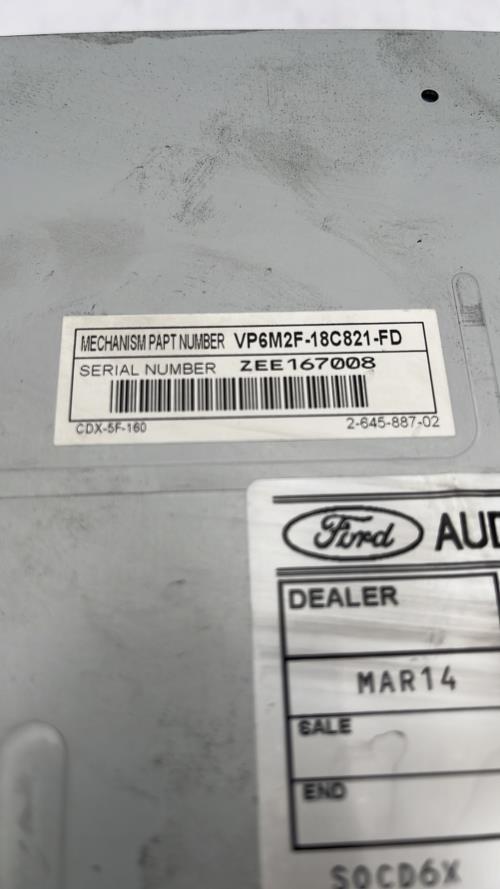 MECHANISM PAPT NUMBER VP6M2F-18C821-FD
SERIAL NUMBER ZEE167008
CDX-5F-160 2-645-887-02
Ford AUD
DEALER
MAR14
SALE
END
SQCD6X